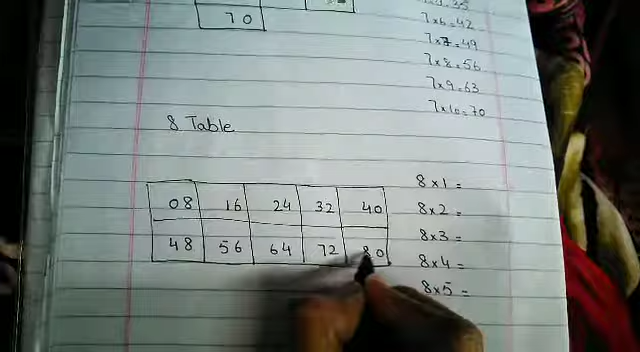 70
7x6=42
7x7=49
7x8=56
7x9=63
7x10=70
8 Table
08 16 24 32 40
48 56 64 72 80
8x1=
8x2=
8x3=
8x4=
8x5=